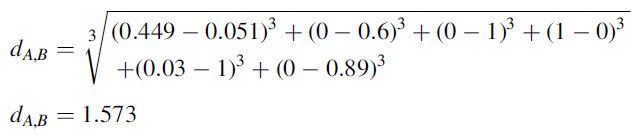 d_{A,B} = ∛((0.449 – 0.051)³ + (0 – 0.6)³ + (0 – 1)³ + (1 – 0)³
+(0.03 – 1)³ + (0 – 0.89)³)
d_{A,B} = 1.573